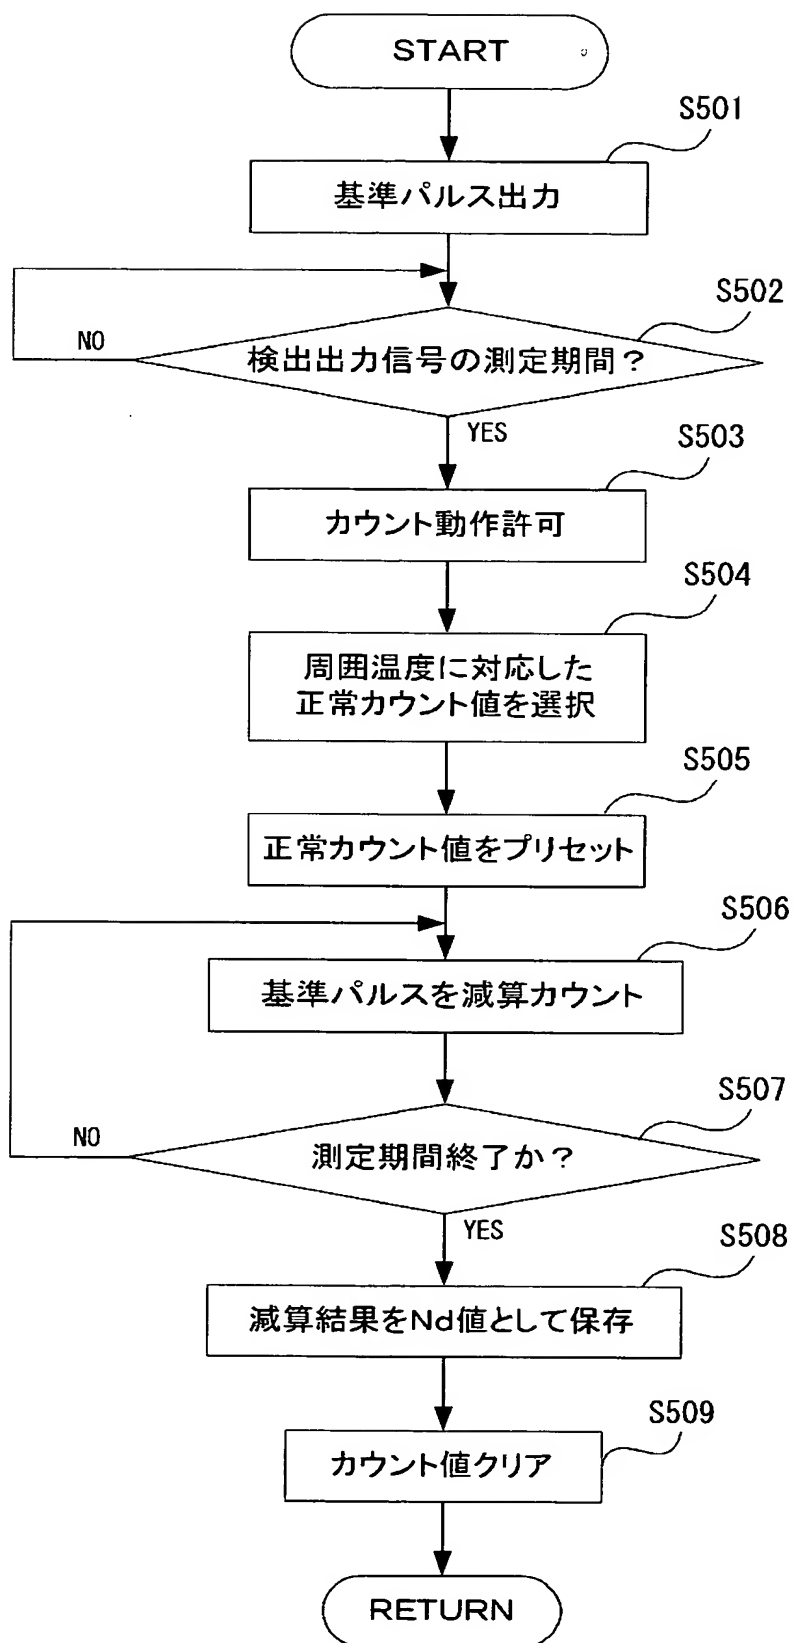 START
S501
基準パルス出力
S502
NO
検出出力信号の測定期間？
YES
S503
カウント動作許可
S504
周囲温度に対応した
正常カウント値を選択
S505
正常カウント値をプリセット
S506
基準パルスを減算カウント
S507
NO
測定期間終了か？
YES
S508
減算結果をNd値として保存
S509
カウント値クリア
RETURN